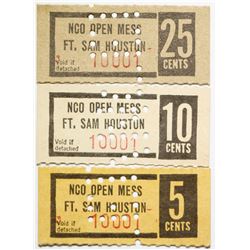 NCO OPEN MESS
FT. SAM HOUSTON
Void if
detached
10001
25
CENTS
NCO OPEN MESS
FT. SAM HOUSTON
Void if
detached
10001
10
CENTS
NCO OPEN MESS
FT. SAM HOUSTON
Void if
detached
10001
5
CENTS